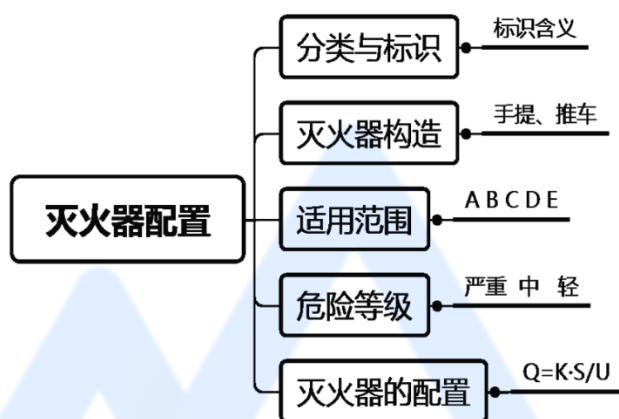 分类与标识
标识含义
灭火器构造
手提、推车
灭火器配置
适用范围
A B C D E
危险等级
严重 中 轻
灭火器的配置
Q=K·S/U